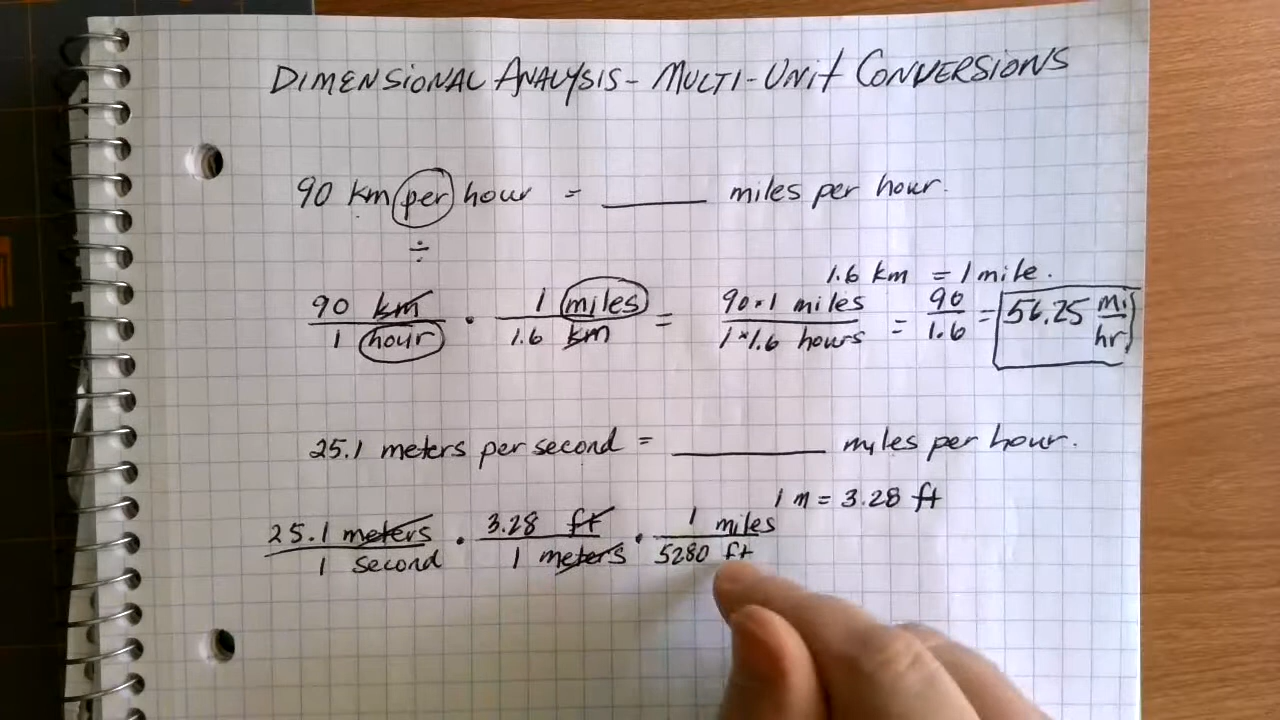 DIMENSIONAL ANALYSIS - MULTI-UNIT CONVERSIONS
90 km per hour = ______ miles per hour.
÷
1.6 km = 1 mile.
90 km / 1 hour · 1 miles / 1.6 km = 90 · 1 miles / 1 * 1.6 hours = 90 / 1.6 = 56.25 mi / hr
25.1 meters per second = ______ miles per hour.
1 m = 3.28 ft
25.1 meters / 1 second · 3.28 ft / 1 meters · 1 miles / 5280 ft